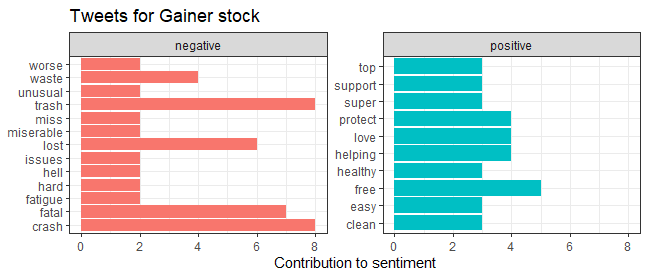 Tweets for Gainer stock
negative
positive
worse
waste
unusual
trash
miss
miserable
lost
issues
hell
hard
fatigue
fatal
crash
0 2 4 6 8
top
support
super
protect
love
helping
healthy
free
easy
clean
0 2 4 6 8
Contribution to sentiment